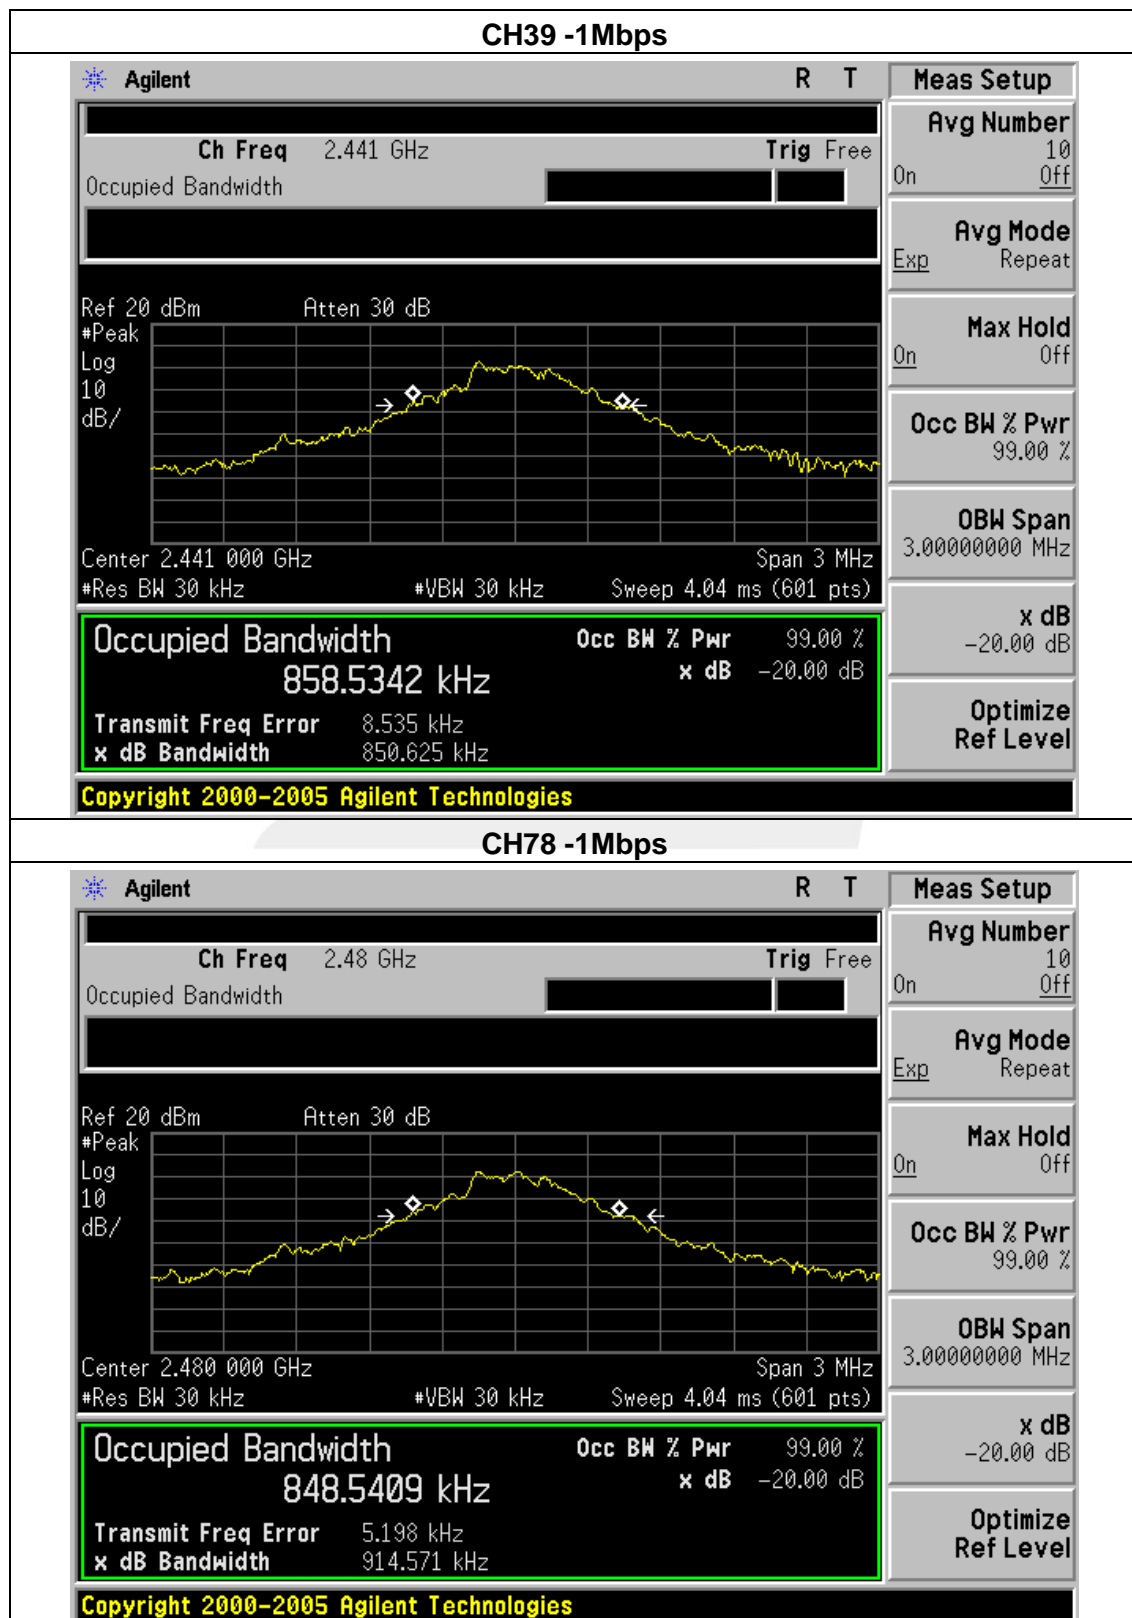 CH39 -1Mbps
Agilent R T Meas Setup
Avg Number
10
On Off
Ch Freq 2.441 GHz Trig Free
Occupied Bandwidth
Avg Mode
Exp Repeat
Ref 20 dBm Atten 30 dB
#Peak
Log
10
dB/
Max Hold
On Off
Occ BW % Pwr
99.00 %
OBW Span
3.00000000 MHz
Center 2.441 000 GHz Span 3 MHz
#Res BW 30 kHz #VBW 30 kHz Sweep 4.04 ms (601 pts)
Occupied Bandwidth Occ BW % Pwr 99.00 %
858.5342 kHz x dB -20.00 dB
x dB
-20.00 dB
Transmit Freq Error 8.535 kHz
x dB Bandwidth 850.625 kHz
Optimize
Ref Level
Copyright 2000-2005 Agilent Technologies
CH78 -1Mbps
Agilent R T Meas Setup
Avg Number
10
On Off
Ch Freq 2.48 GHz Trig Free
Occupied Bandwidth
Avg Mode
Exp Repeat
Ref 20 dBm Atten 30 dB
#Peak
Log
10
dB/
Max Hold
On Off
Occ BW % Pwr
99.00 %
OBW Span
3.00000000 MHz
Center 2.480 000 GHz Span 3 MHz
#Res BW 30 kHz #VBW 30 kHz Sweep 4.04 ms (601 pts)
Occupied Bandwidth Occ BW % Pwr 99.00 %
848.5409 kHz x dB -20.00 dB
x dB
-20.00 dB
Transmit Freq Error 5.198 kHz
x dB Bandwidth 914.571 kHz
Optimize
Ref Level
Copyright 2000-2005 Agilent Technologies